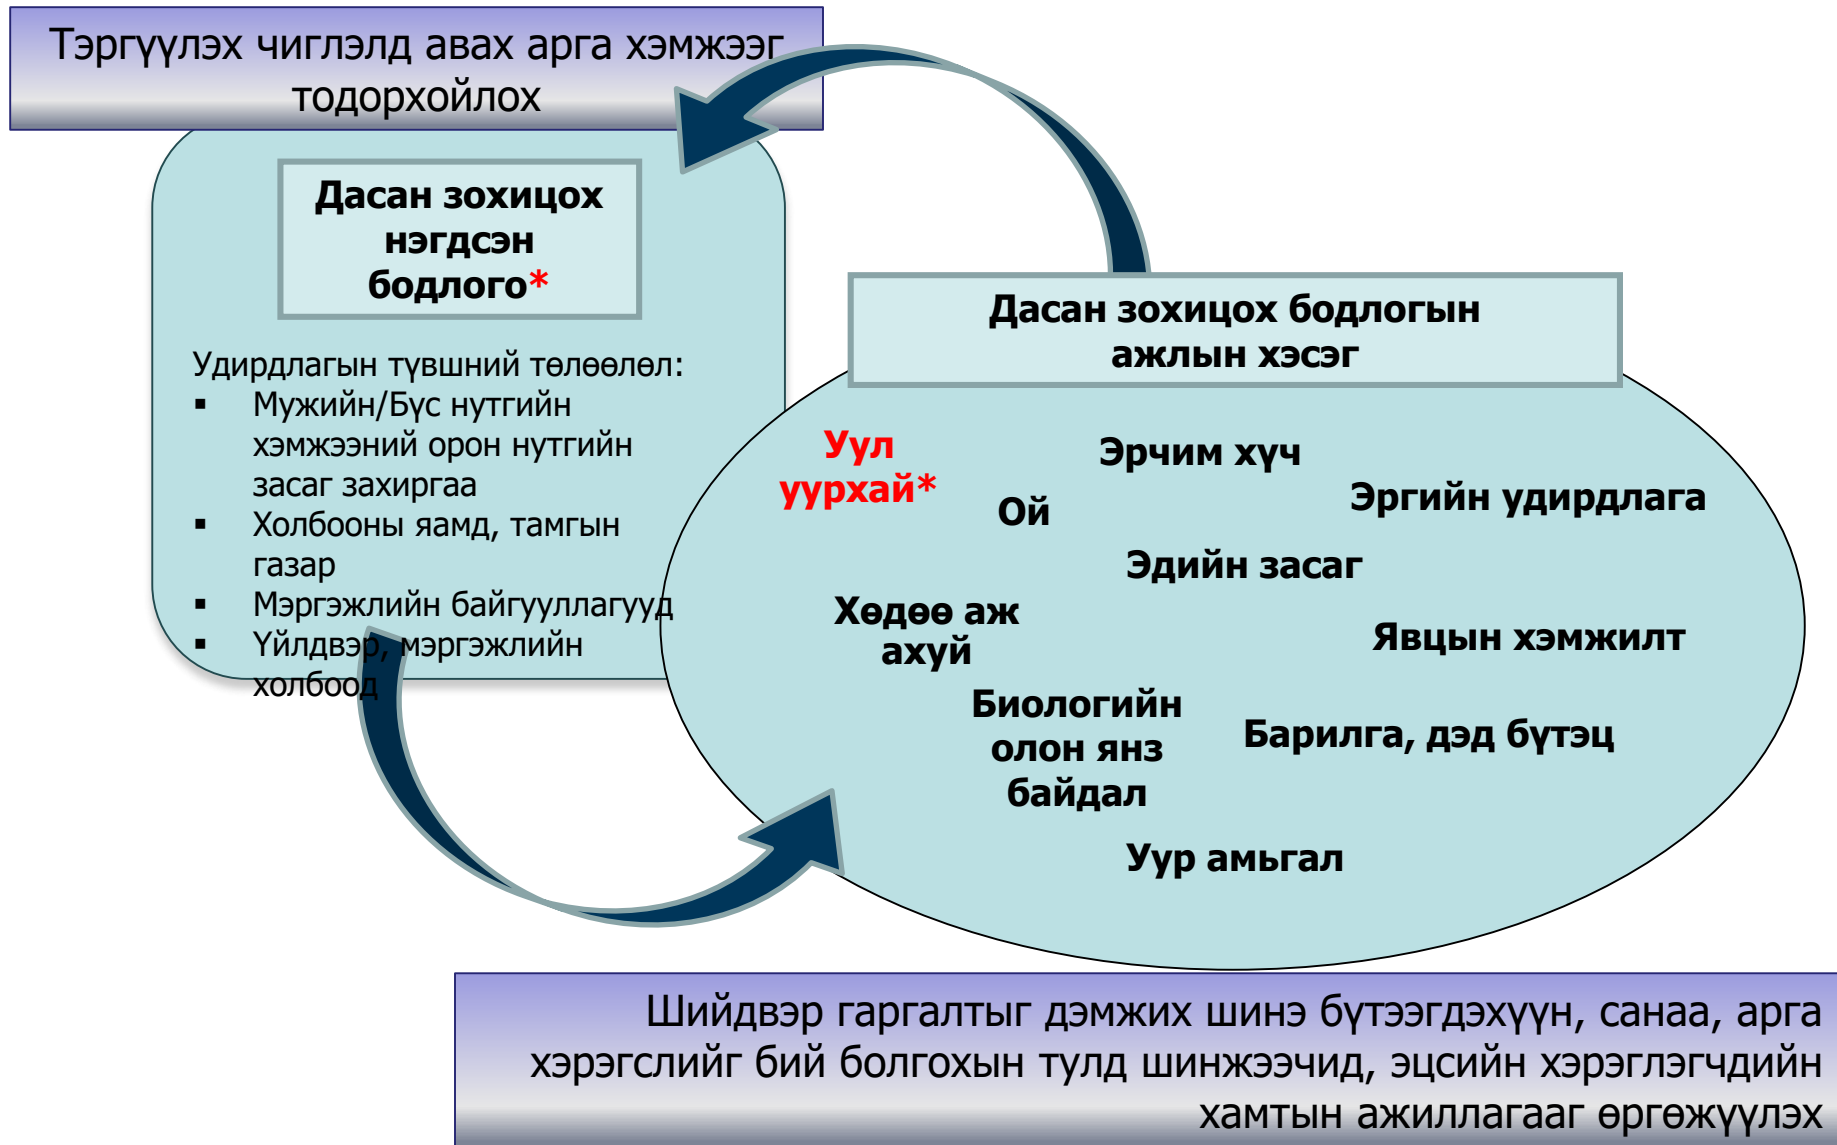 Тэргүүлэх чиглэлд авах арга хэмжээг
тодорхойлох
Дасан зохицох
нэгдсэн
бодлого*
Удирдлагын түвшний төлөөлөл:
▪ Мужийн/Бүс нутгийн
хэмжээний орон нутгийн
засаг захиргаа
▪ Холбооны яамд, тамгын
газар
▪ Мэргэжлийн байгууллагууд
▪ Үйлдвэр, мэргэжлийн
холбоод
Дасан зохицох бодлогын
ажлын хэсэг
Уул
уурхай*
Эрчим хүч
Ой
Эргийн удирдлага
Эдийн засаг
Хөдөө аж
ахуй
Явцын хэмжилт
Биологийн
олон янз
байдал
Барилга, дэд бүтэц
Уур амьгал
Шийдвэр гаргалтыг дэмжих шинэ бүтээгдэхүүн, санаа, арга
хэрэгслийг бий болгохын тулд шинжээчид, эцсийн хэрэглэгчдийн
хамтын ажиллагааг өргөжүүлэх